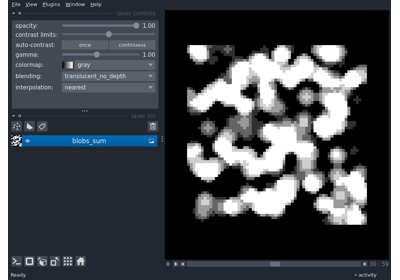 File View Plugins Window Help
layer controls
opacity: 1.00
contrast limits:
auto-contrast: once continuous
gamma: 1.00
colormap: gray
blending: translucent_no_depth
interpolation: nearest
layer list
blobs_sum
30 59
Ready activity